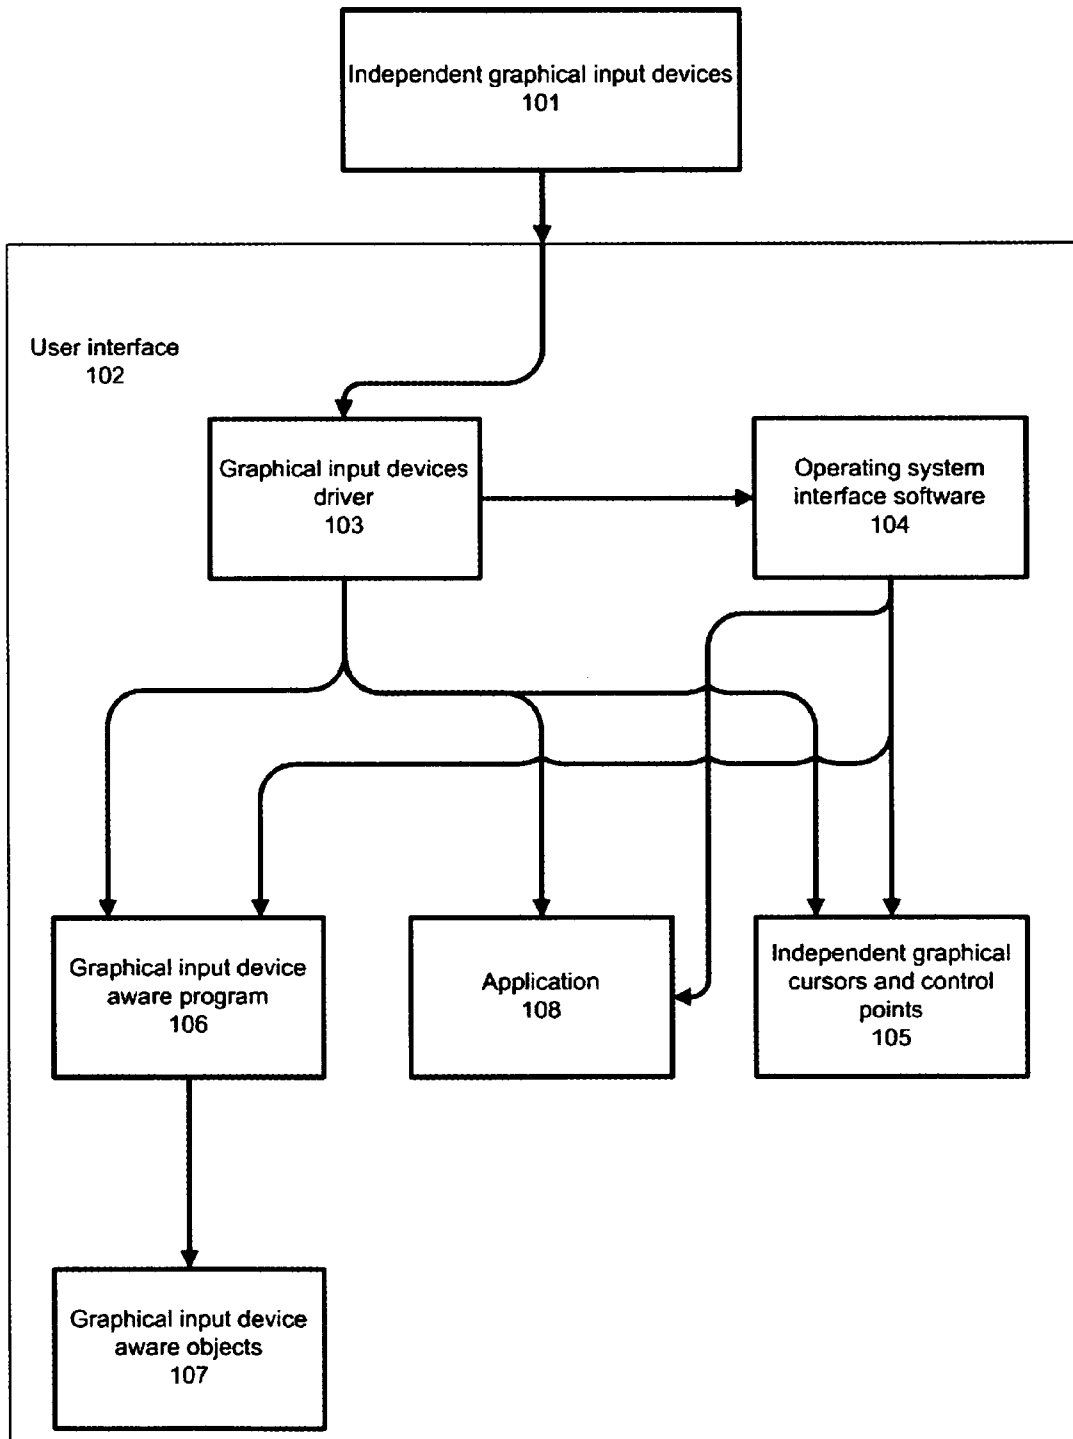 Independent graphical input devices
101
User interface
102
Graphical input devices
driver
103
Operating system
interface software
104
Graphical input device
aware program
106
Application
108
Independent graphical
cursors and control
points
105
Graphical input device
aware objects
107